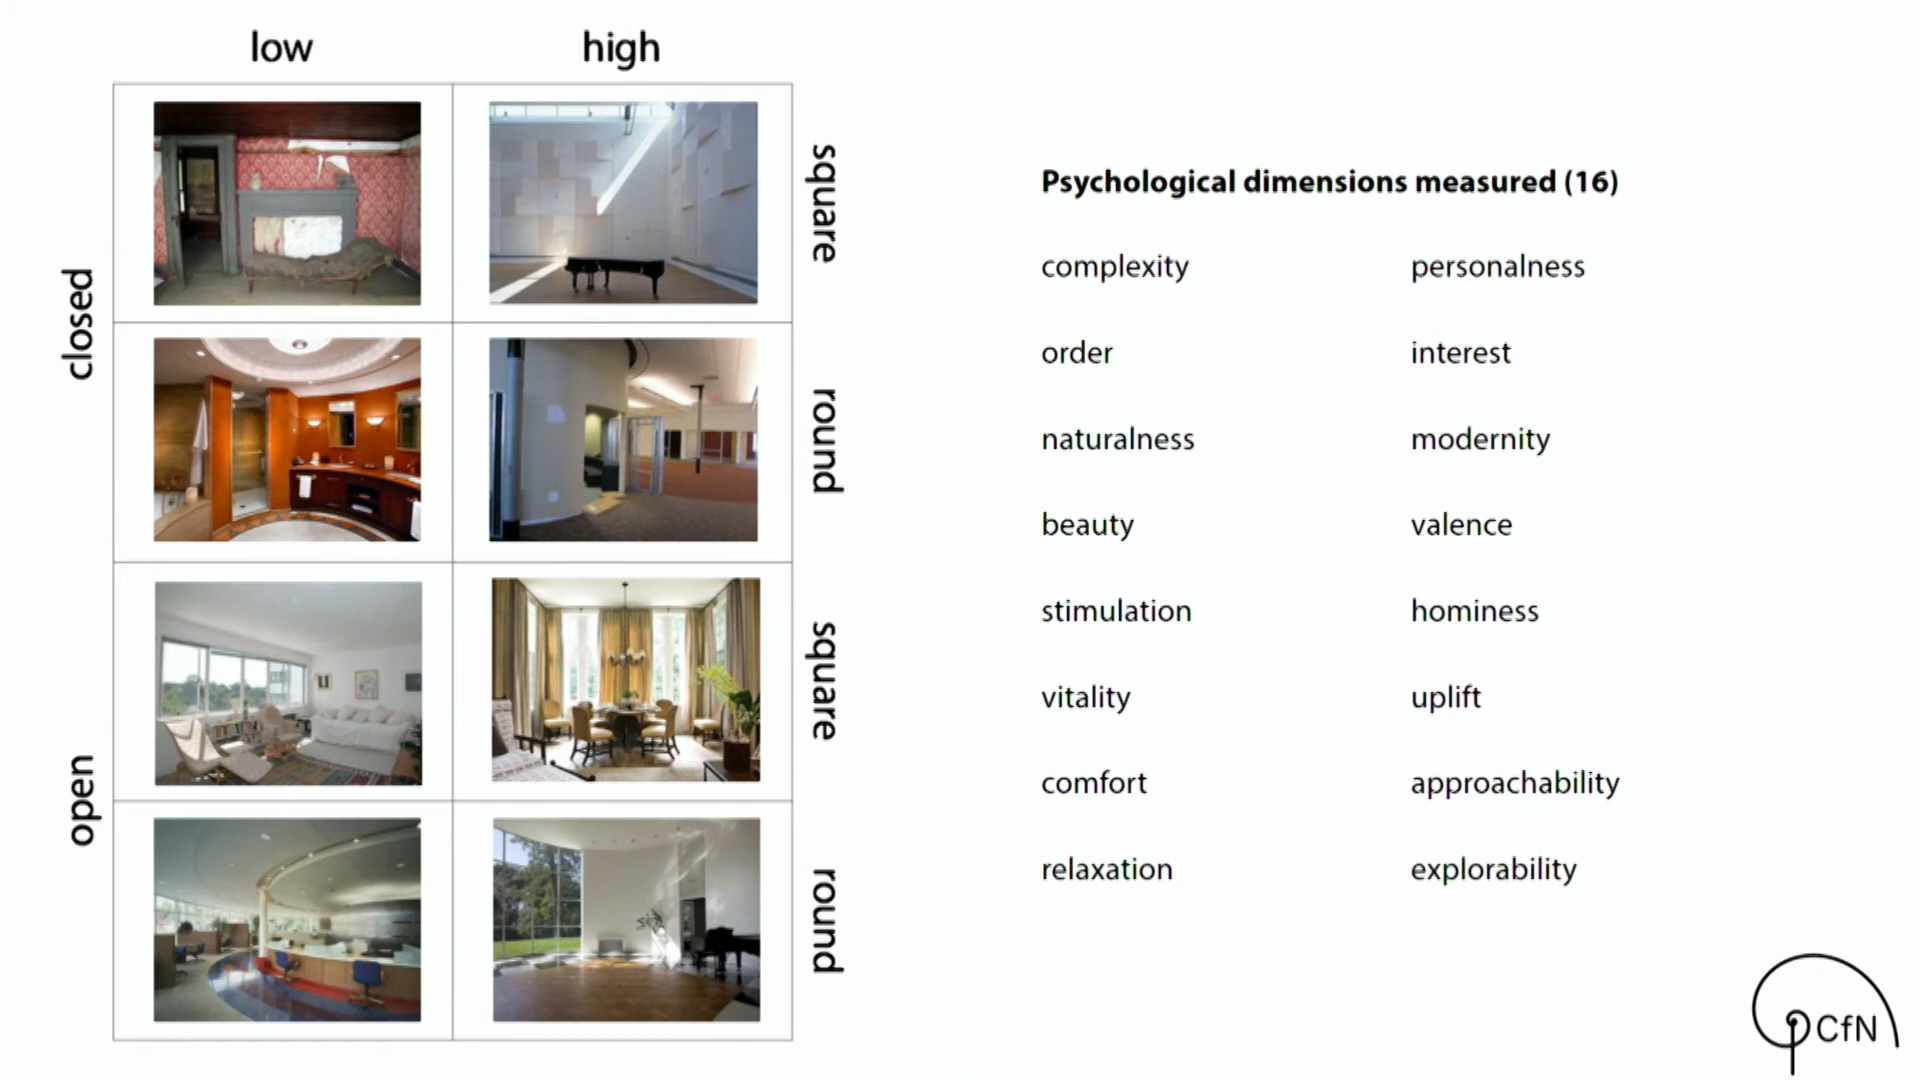 low high
closed
square
round
open
square
round
Psychological dimensions measured (16)
complexity personalness
order interest
naturalness modernity
beauty valence
stimulation hominess
vitality uplift
comfort approachability
relaxation explorability
CfN